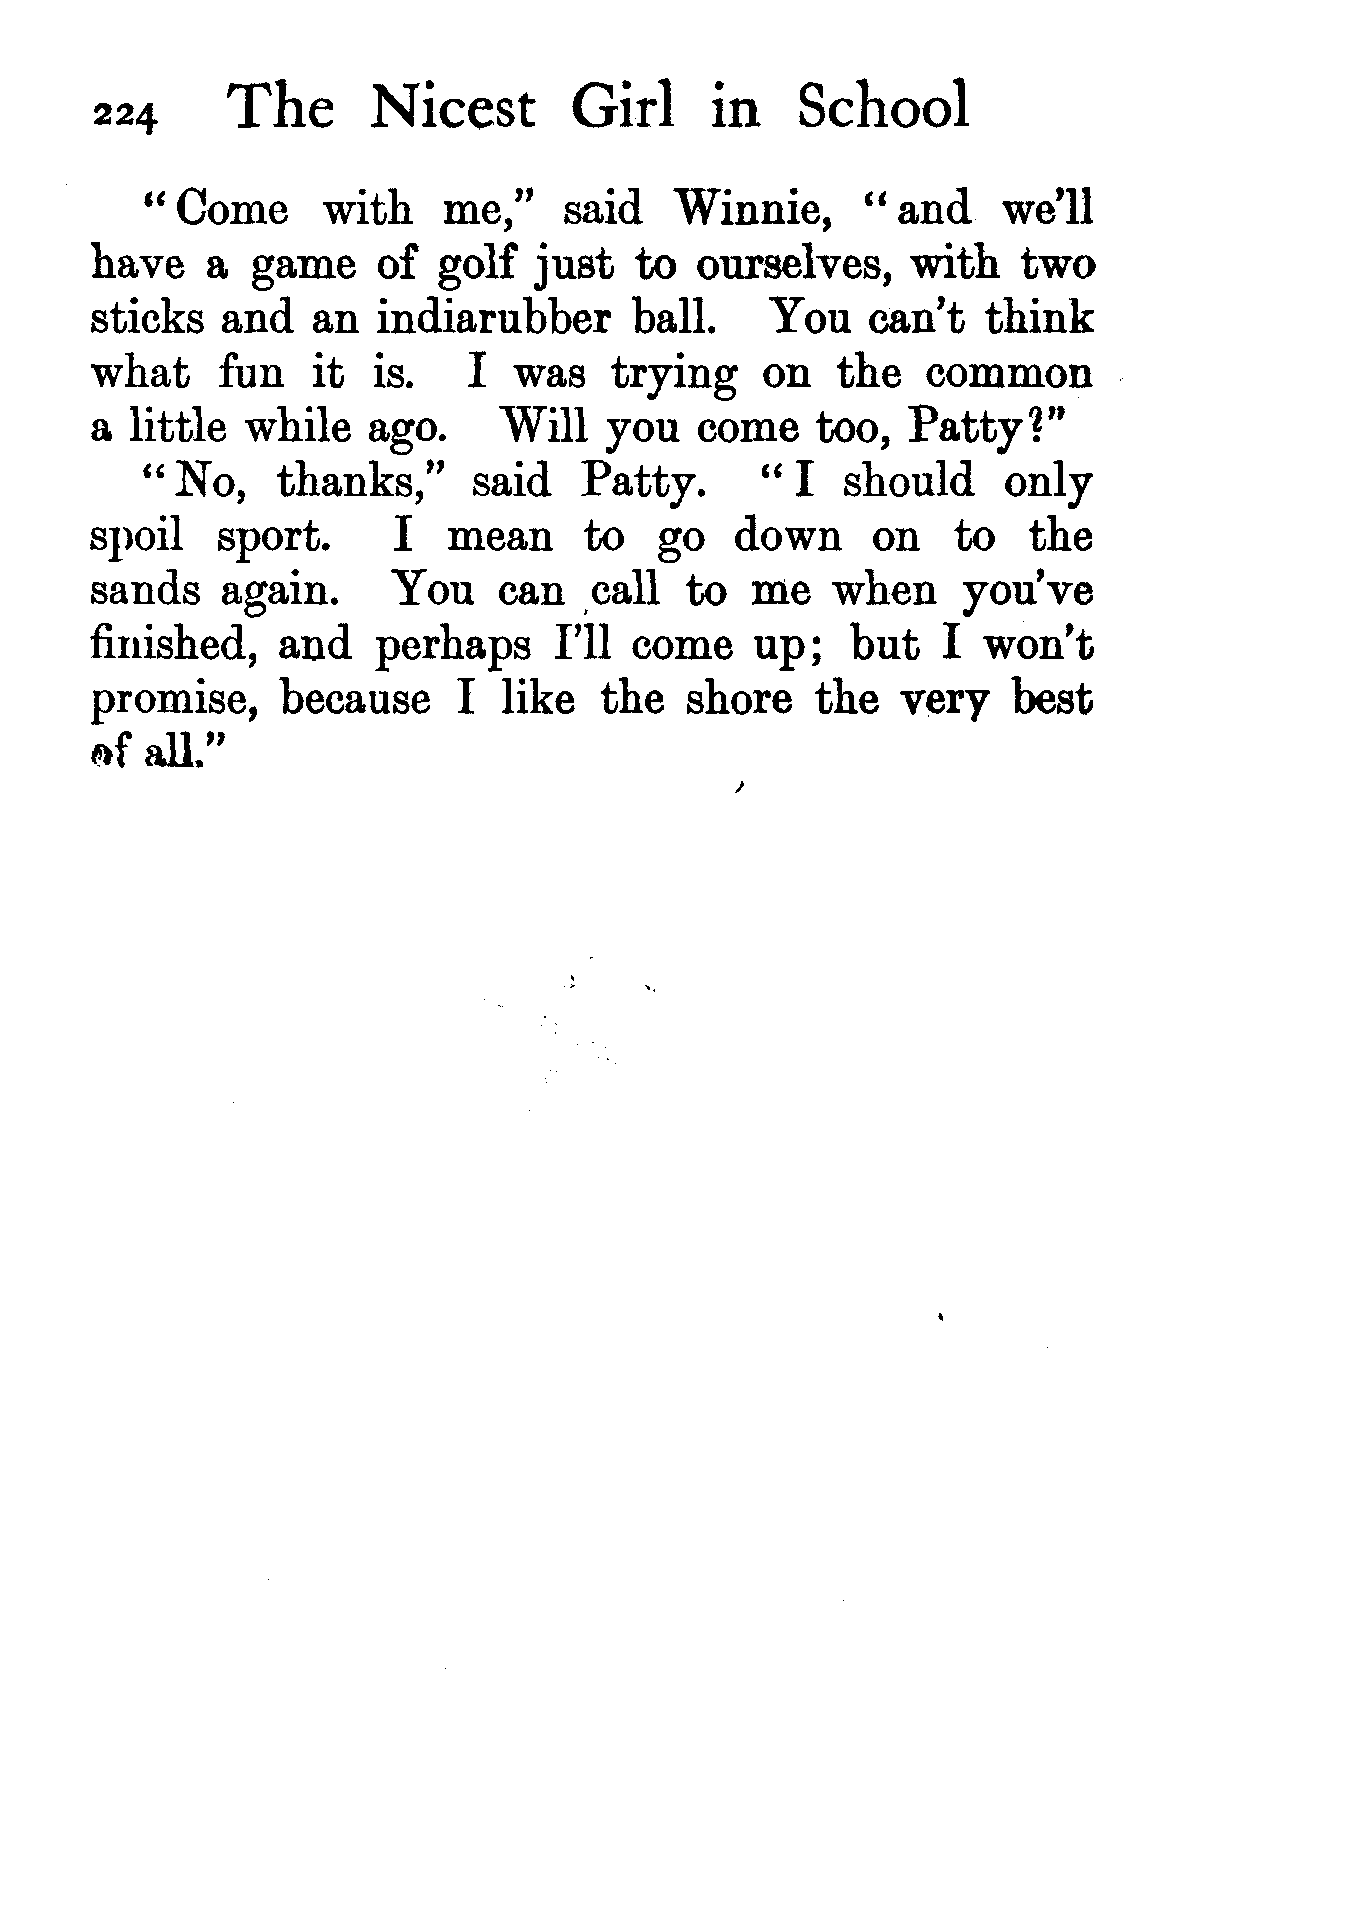 224 The Nicest Girl in School
“Come with me,” said Winnie, “and we’ll
have a game of golf just to ourselves, with two
sticks and an indiarubber ball. You can’t think
what fun it is. I was trying on the common
a little while ago. Will you come too, Patty?”
“No, thanks,” said Patty. “I should only
spoil sport. I mean to go down on to the
sands again. You can call to me when you’ve
finished, and perhaps I’ll come up; but I won’t
promise, because I like the shore the very best
of all.”